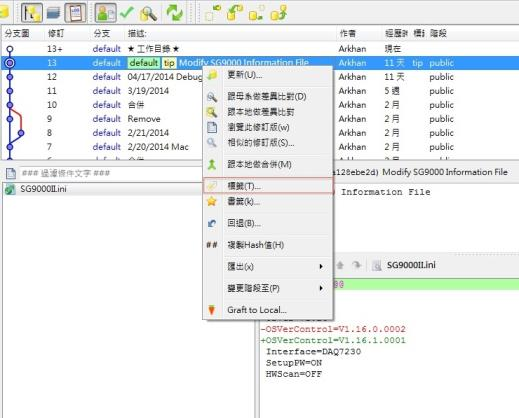 分支圖 修訂 分支 描述: 作者 經歷時 標 階段
13+ default ★ 工作目錄 ★ Arkhan 現在
13 default default tip Modify SG9000 Information File Arkhan 11 天 tip public
12 default 04/17/2014 Debug Arkhan 11 天 public
11 default 3/19/2014 Arkhan 5 週 public
10 default 合併 Arkhan 2 月 public
9 default Remove Arkhan 2 月 public
8 default 2/21/2014 Arkhan 2 月 public
7 default 2/20/2014 Mac Arkhan 2 月 public
default 合併 Arkhan 2 月 public
更新(U)...
跟母系做差異比對(D)
跟本地做差異比對
瀏覽此修訂版(w)
相似的修訂版(S)...
跟本地做合併(M)
標籤(T)...
書籤(k)...
回退(B)...
## 複製Hash值(H)
匯出(x)
變更階段至(P)
Graft to Local...
### 過濾條件文字 ###
SG9000II.ini
a128ebe2d) Modify SG9000 Information File
Information File
SG9000II.ini
@@
-OSVerControl=V1.16.0.0002
+OSVerControl=V1.16.1.0001
Interface=DAQ7230
SetupPW=ON
HWScan=OFF